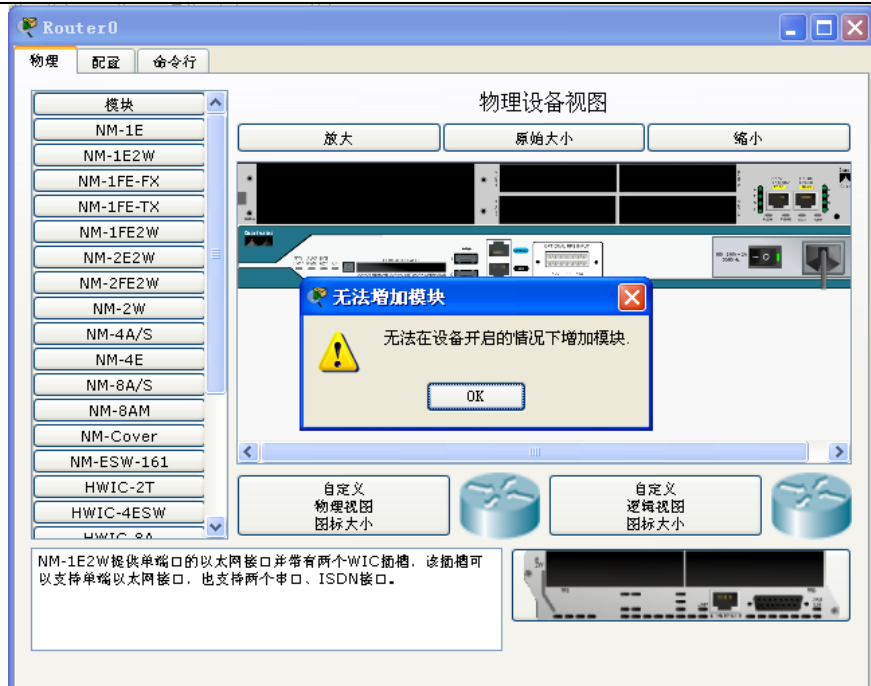 Router0
物理 配置 命令行
模块
NM-1E
NM-1E2W
NM-1FE-FX
NM-1FE-TX
NM-1FE2W
NM-2E2W
NM-2FE2W
NM-2W
NM-4A/S
NM-4E
NM-8A/S
NM-8AM
NM-Cover
NM-ESW-161
HWIC-2T
HWIC-4ESW
HWIC-8A
物理设备视图
放大 原始大小 缩小
无法增加模块
无法在设备开启的情况下增加模块.
OK
自定义
物理视图
图标大小
自定义
逻辑视图
图标大小
NM-1E2W提供单端口的以太网接口并带有两个WIC插槽, 该插槽可
以支持单端以太网接口, 也支持两个串口、ISDN接口。